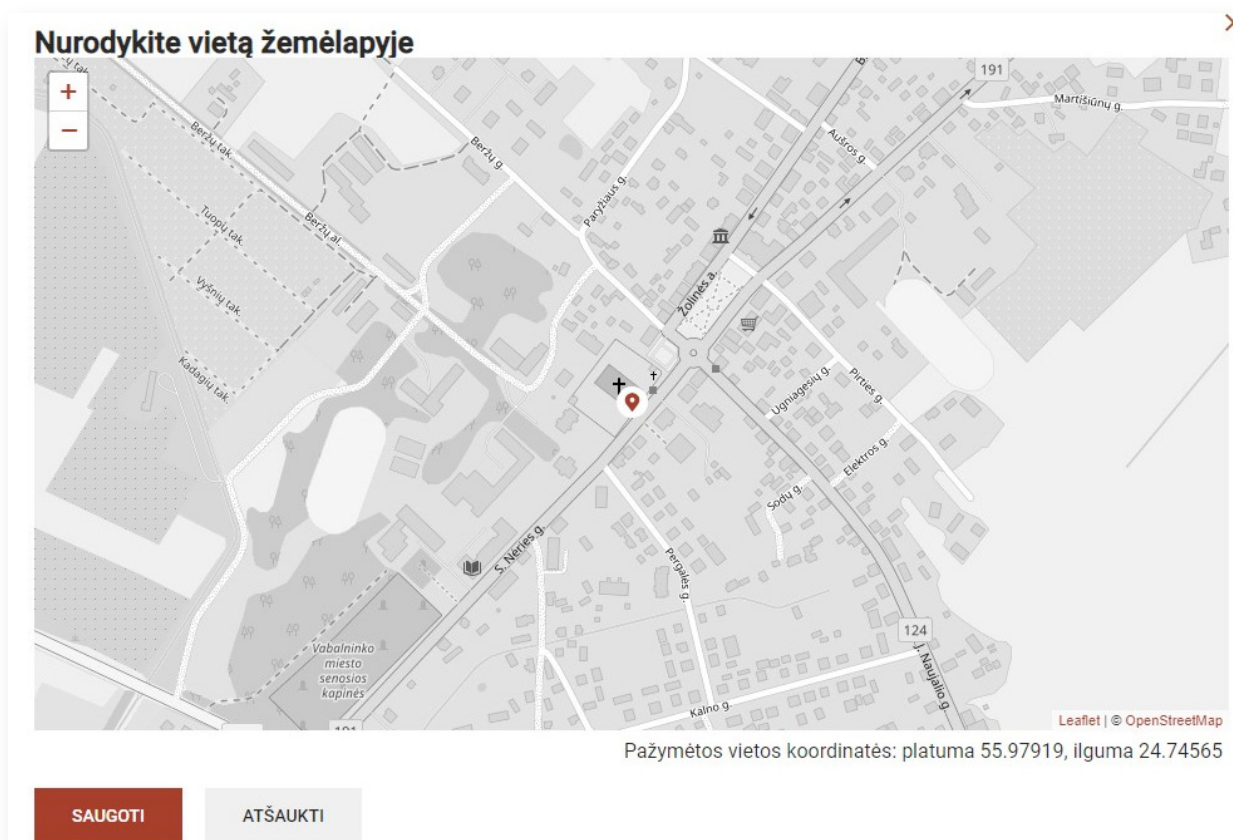 Nurodykite vietą žemėlapyje
+
−
191
Martišiūnų g.
Beržų tak.
Beržų g.
Aušros g.
Paryžiaus g.
Tuopų tak.
Beržų al.
Vyšnių tak.
Žolinės a.
Kadagių tak.
Ugniagesių g.
Pirties g.
Elektros g.
Sodų g.
S. Nėries g.
Pergalės g.
124
Vabalninko
miesto
senosios
kapinės
J. Naujalio g.
Kalno g.
191
Leaflet | © OpenStreetMap
Pažymėtos vietos koordinatės: platuma 55.97919, ilguma 24.74565
SAUGOTI
ATŠAUKTI